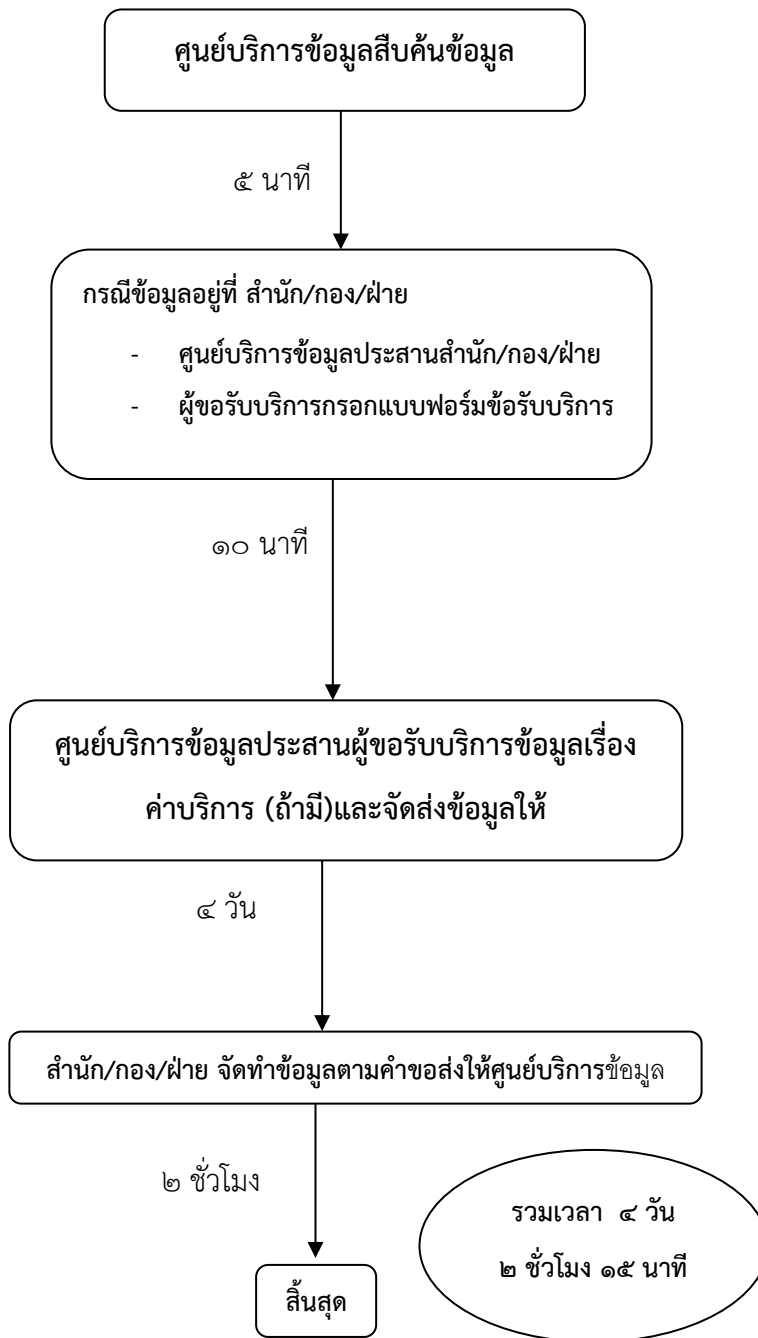 ศูนย์บริการข้อมูลสืบค้นข้อมูล
๕ นาที
กรณีข้อมูลอยู่ที่ สำนัก/กอง/ฝ่าย
- ศูนย์บริการข้อมูลประสานสำนัก/กอง/ฝ่าย
- ผู้ขอรับบริการกรอกแบบฟอร์มข้อรับบริการ
๑๐ นาที
ศูนย์บริการข้อมูลประสานผู้ขอรับบริการข้อมูลเรื่อง
ค่าบริการ (ถ้ามี)และจัดส่งข้อมูลให้
๔ วัน
สำนัก/กอง/ฝ่าย จัดทำข้อมูลตามคำขอส่งให้ศูนย์บริการข้อมูล
๒ ชั่วโมง
รวมเวลา ๔ วัน
๒ ชั่วโมง ๑๕ นาที
สิ้นสุด